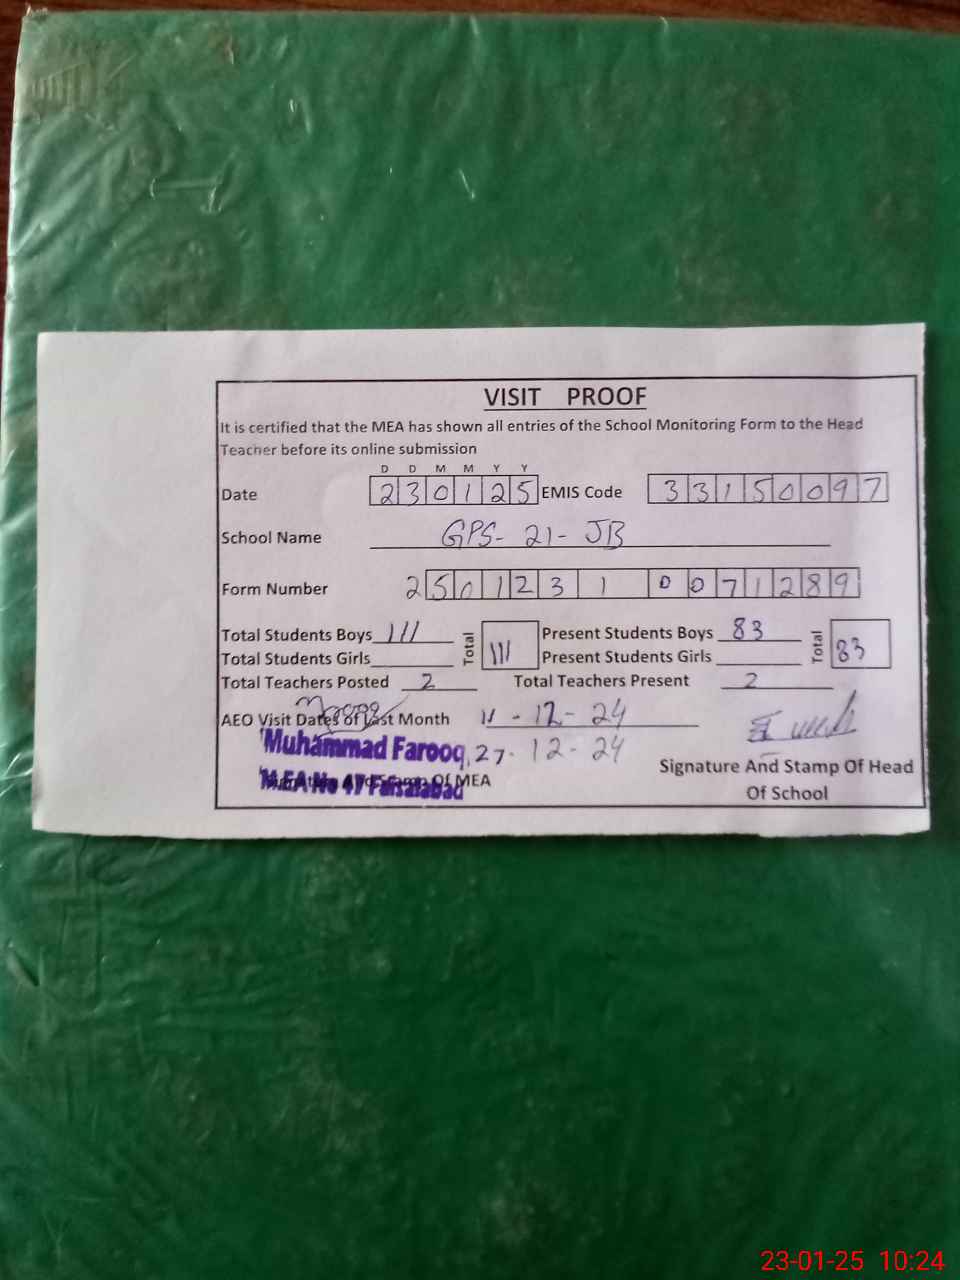 VISIT PROOF
It is certified that the MEA has shown all entries of the School Monitoring Form to the Head
Teacher before its online submission
D D M M Y Y
Date 230125 EMIS Code 33150097
School Name GPS- 21- JB
Form Number 2501231 0071289
Total Students Boys 111 Total 111 Present Students Boys 83 Total 83
Total Students Girls Present Students Girls
Total Teachers Posted 2 Total Teachers Present 2
AEO Visit Dates of Last Month 11 - 12 - 24
Muhammad Farooq 27- 12 - 24
M.E.A No 47 Faisalabad Of MEA
Signature And Stamp Of Head
Of School
23-01-25 10:24